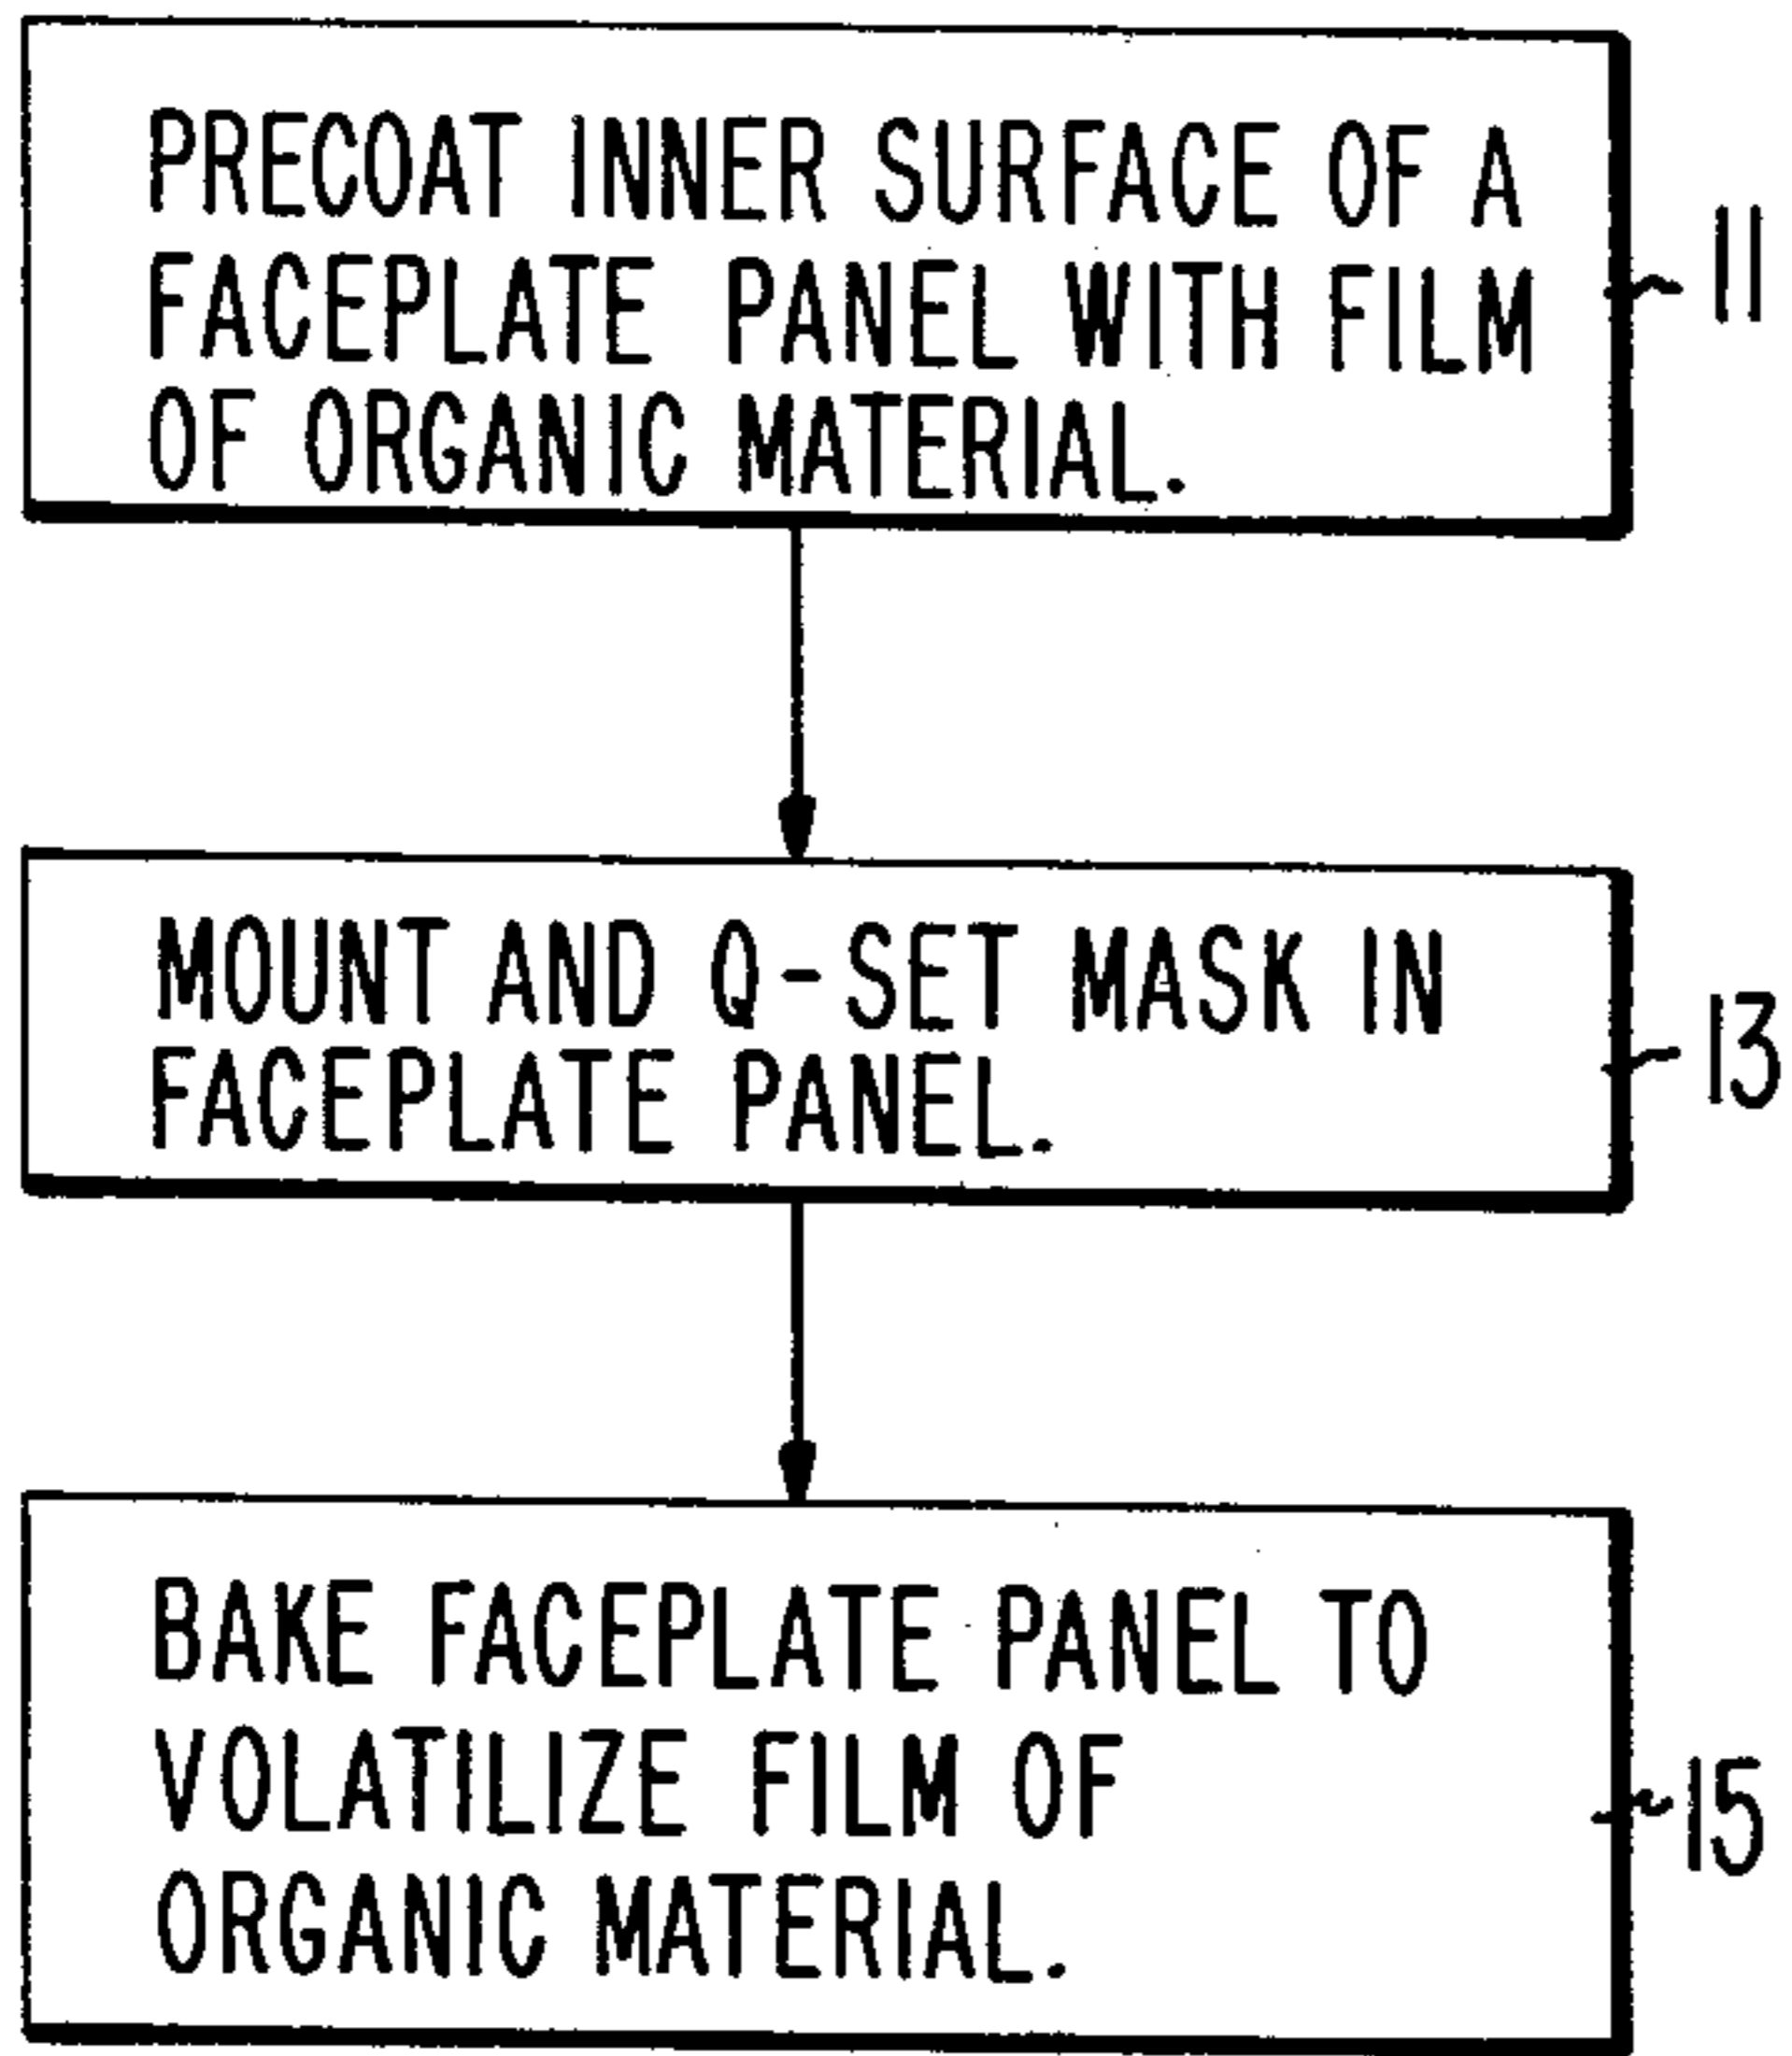 PRECOAT INNER SURFACE OF A
FACEPLATE PANEL WITH FILM
OF ORGANIC MATERIAL.
11
MOUNT AND Q-SET MASK IN
FACEPLATE PANEL.
13
BAKE FACEPLATE PANEL TO
VOLATILIZE FILM OF
ORGANIC MATERIAL.
15